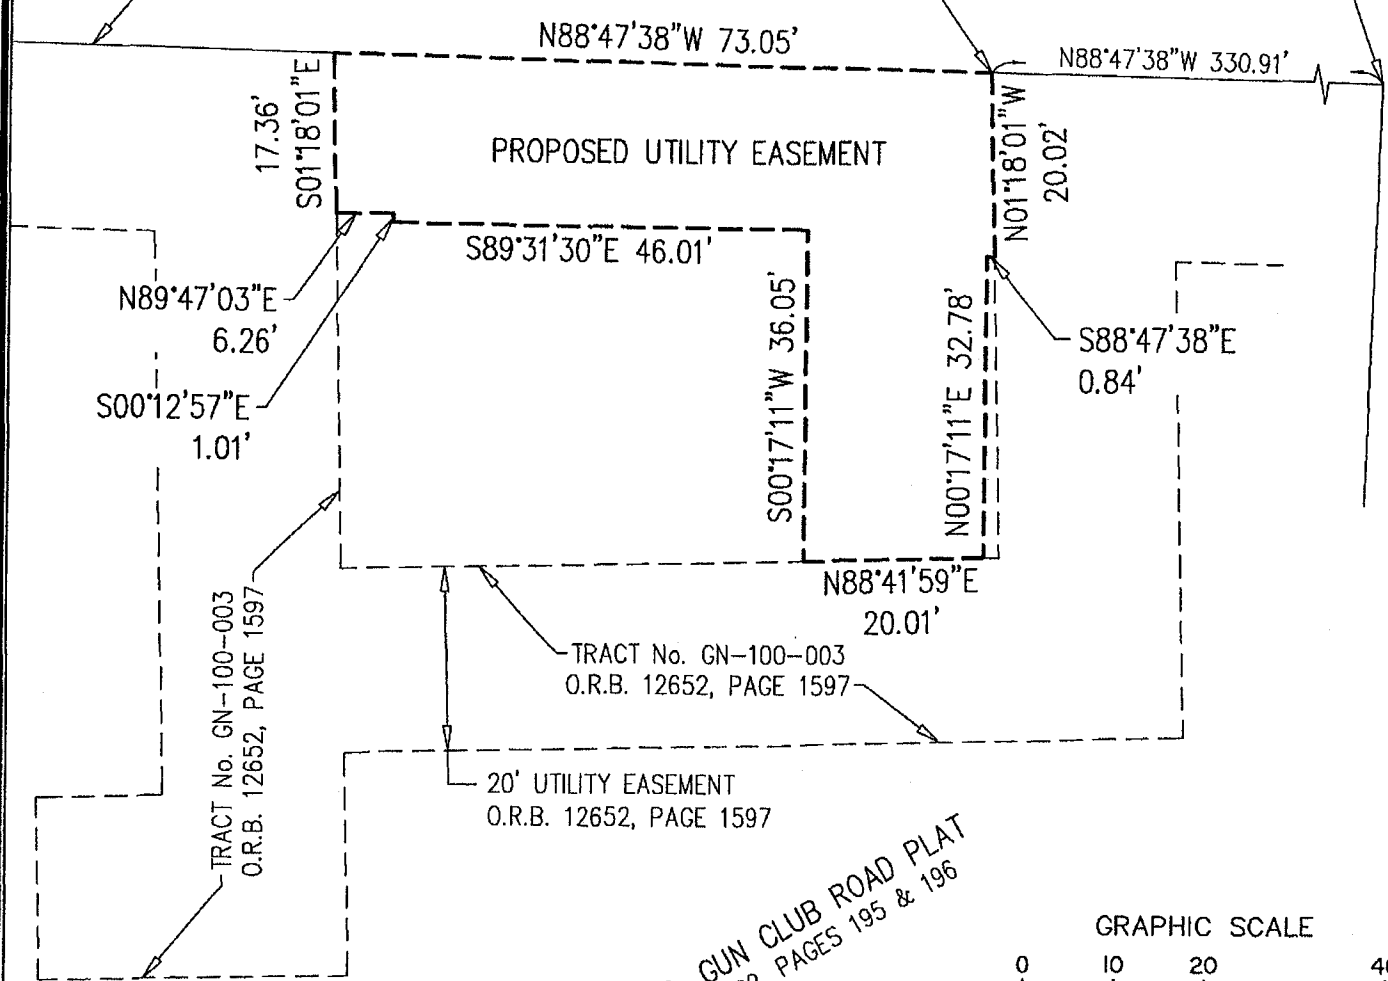 N88°47'38"W 73.05'
N88°47'38"W 330.91'
17.36'
S01°18'01"E
PROPOSED UTILITY EASEMENT
N01°18'01"W
20.02'
S89°31'30"E 46.01'
N89°47'03"E
6.26'
S00°12'57"E
1.01'
S00°17'11"W 36.05'
N00°17'11"E 32.78'
S88°47'38"E
0.84'
N88°41'59"E
20.01'
TRACT No. GN-100-003
O.R.B. 12652, PAGE 1597
TRACT No. GN-100-003
O.R.B. 12652, PAGE 1597
20' UTILITY EASEMENT
O.R.B. 12652, PAGE 1597
GUN CLUB ROAD PLAT
PAGES 195 & 196
GRAPHIC SCALE
0 10 20